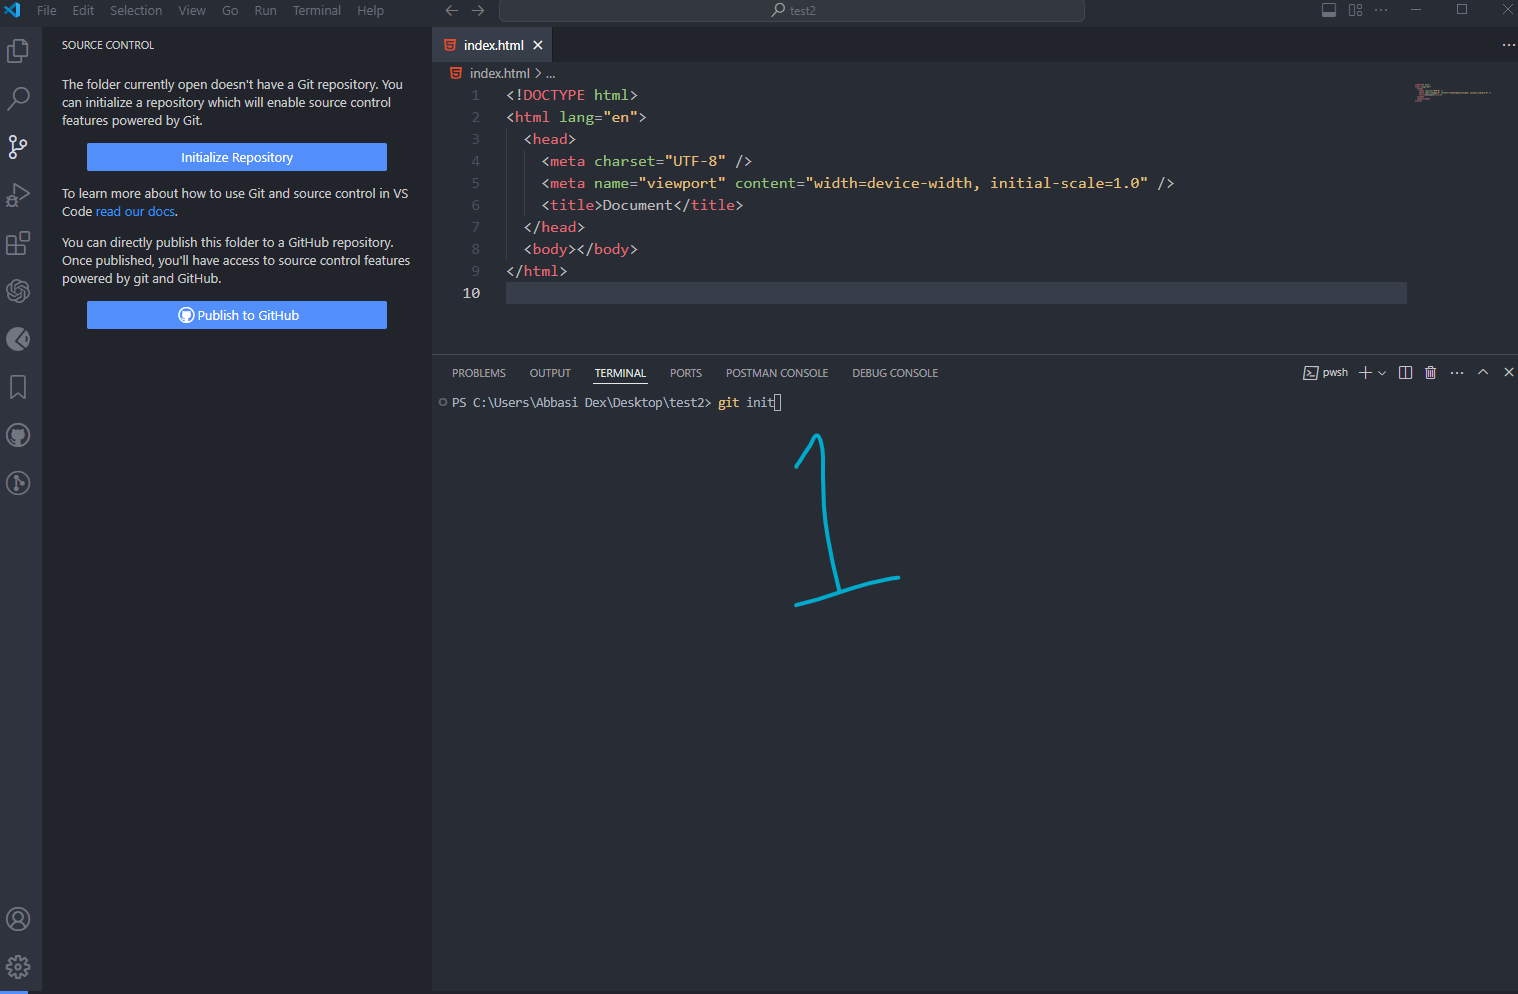 File Edit Selection View Go Run Terminal Help
test2
SOURCE CONTROL
The folder currently open doesn't have a Git repository. You
can initialize a repository which will enable source control
features powered by Git.
Initialize Repository
To learn more about how to use Git and source control in VS
Code read our docs.
You can directly publish this folder to a GitHub repository.
Once published, you'll have access to source control features
powered by git and GitHub.
Publish to GitHub
index.html
index.html > ...
1 <!DOCTYPE html>
2 <html lang="en">
3 <head>
4 <meta charset="UTF-8" />
5 <meta name="viewport" content="width=device-width, initial-scale=1.0" />
6 <title>Document</title>
7 </head>
8 <body></body>
9 </html>
10
PROBLEMS OUTPUT TERMINAL PORTS POSTMAN CONSOLE DEBUG CONSOLE
pwsh
PS C:\Users\Abbasi Dex\Desktop\test2> git init
1